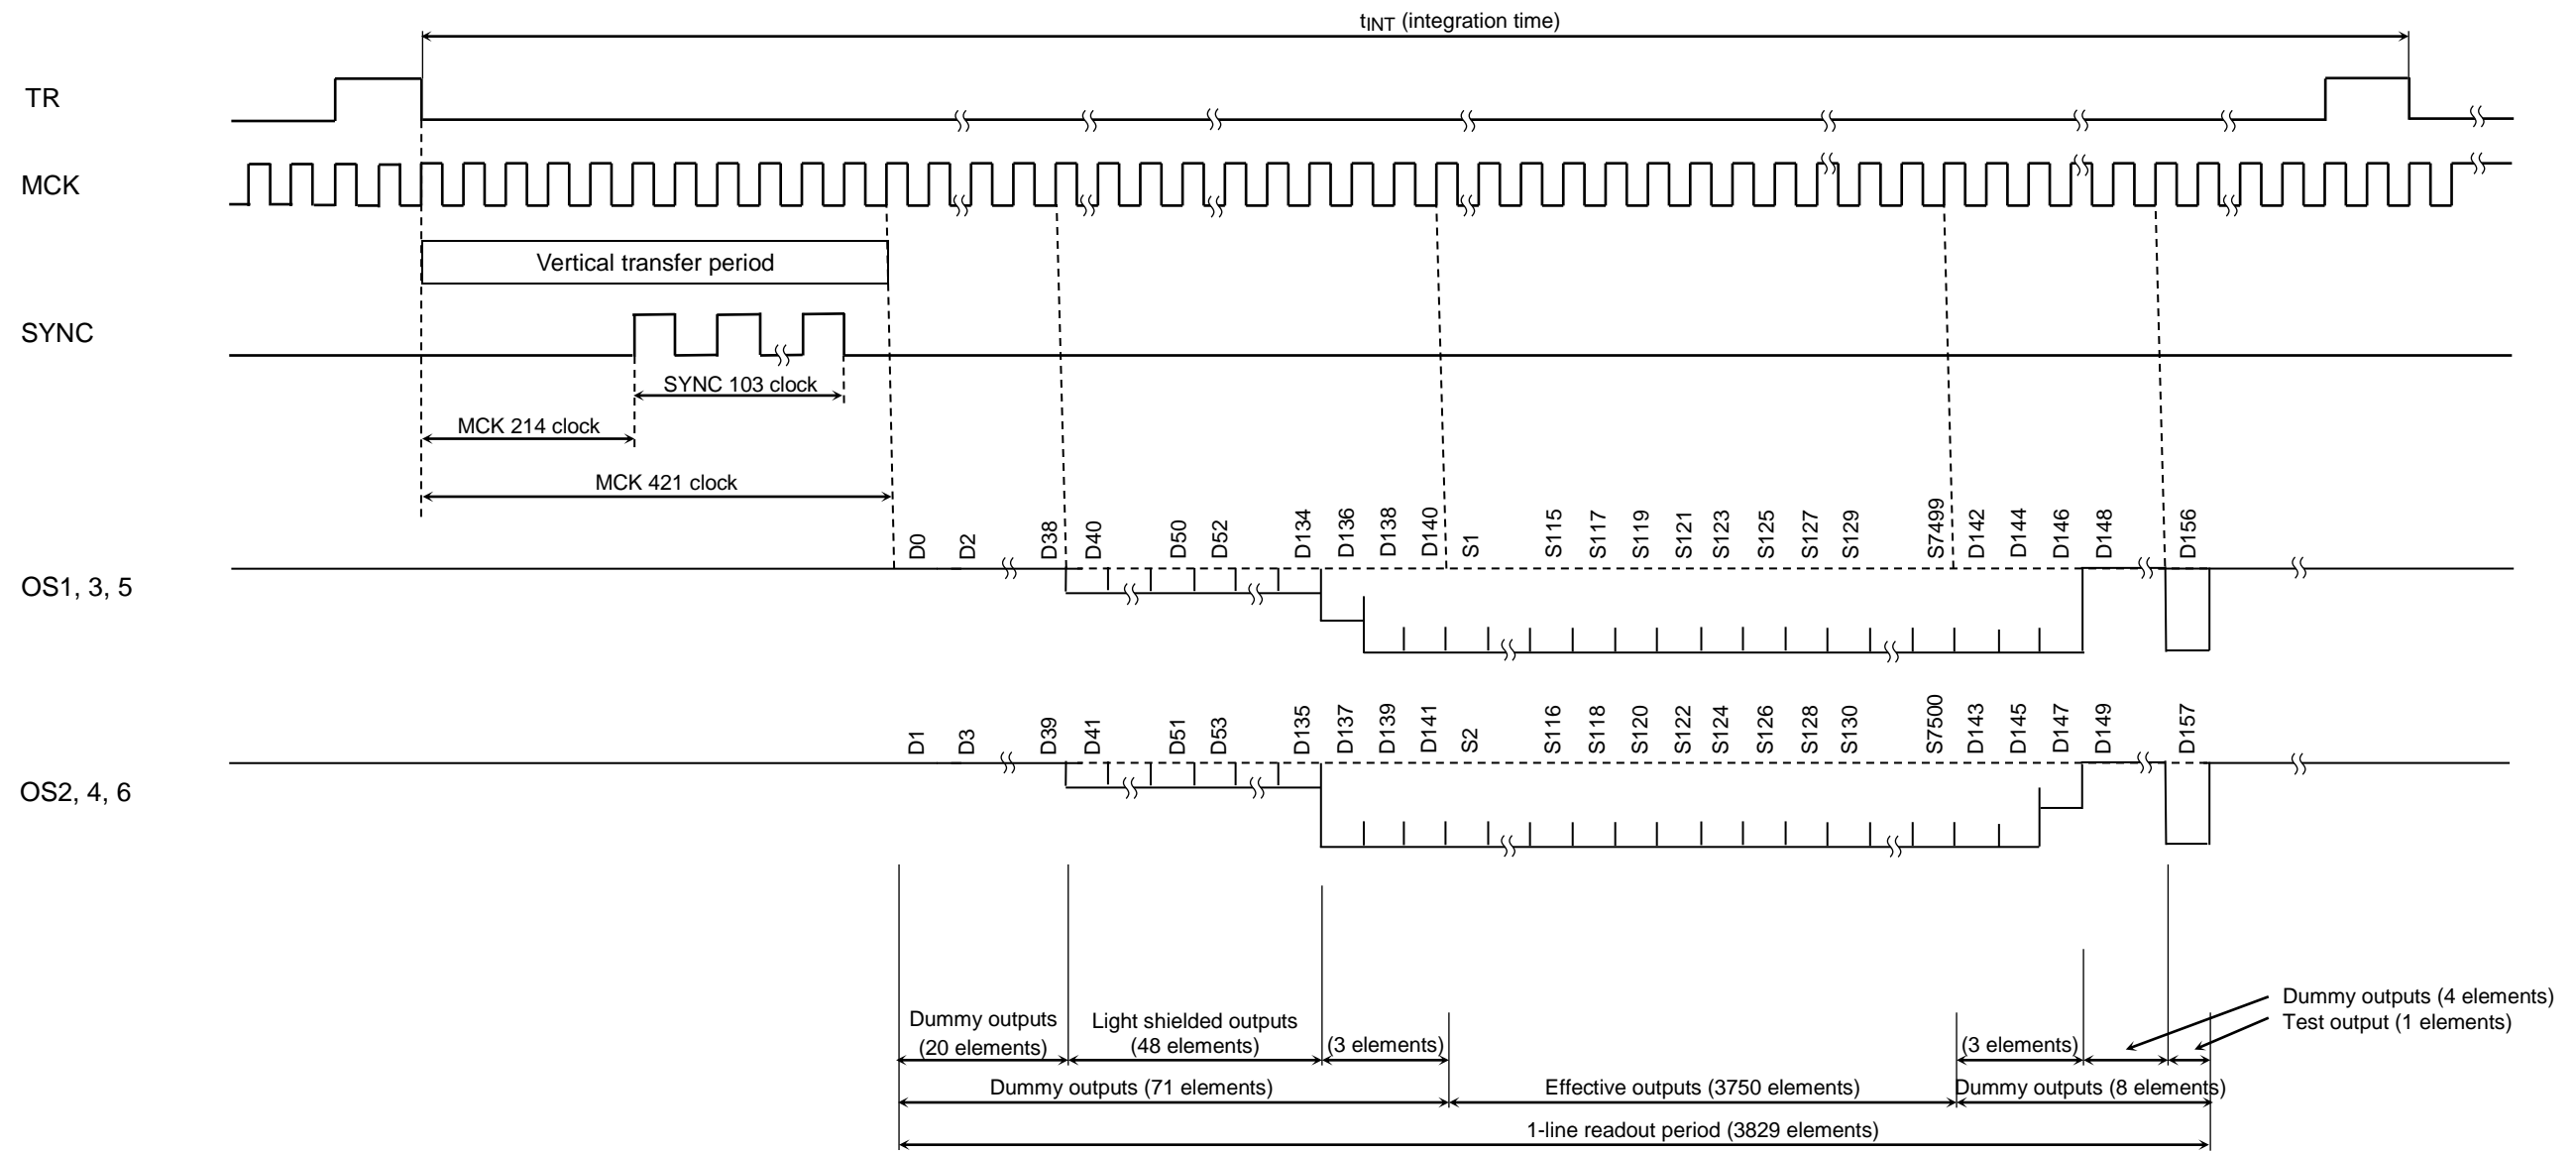 tINT (integration time)
TR
MCK
Vertical transfer period
SYNC
SYNC 103 clock
MCK 214 clock
MCK 421 clock
D0 D2 D38 D40 D50 D52 D134 D136 D138 D140 S1 S115 S117 S119 S121 S123 S125 S127 S129 S7499 D142 D144 D146 D148 D156
OS1, 3, 5
D1 D3 D39 D41 D51 D53 D135 D137 D139 D141 S2 S116 S118 S120 S122 S124 S126 S128 S130 S7500 D143 D145 D147 D149 D157
OS2, 4, 6
Dummy outputs
(20 elements)
Light shielded outputs
(48 elements)
(3 elements)
(3 elements)
Dummy outputs (4 elements)
Test output (1 elements)
Dummy outputs (71 elements)
Effective outputs (3750 elements)
Dummy outputs (8 elements)
1-line readout period (3829 elements)